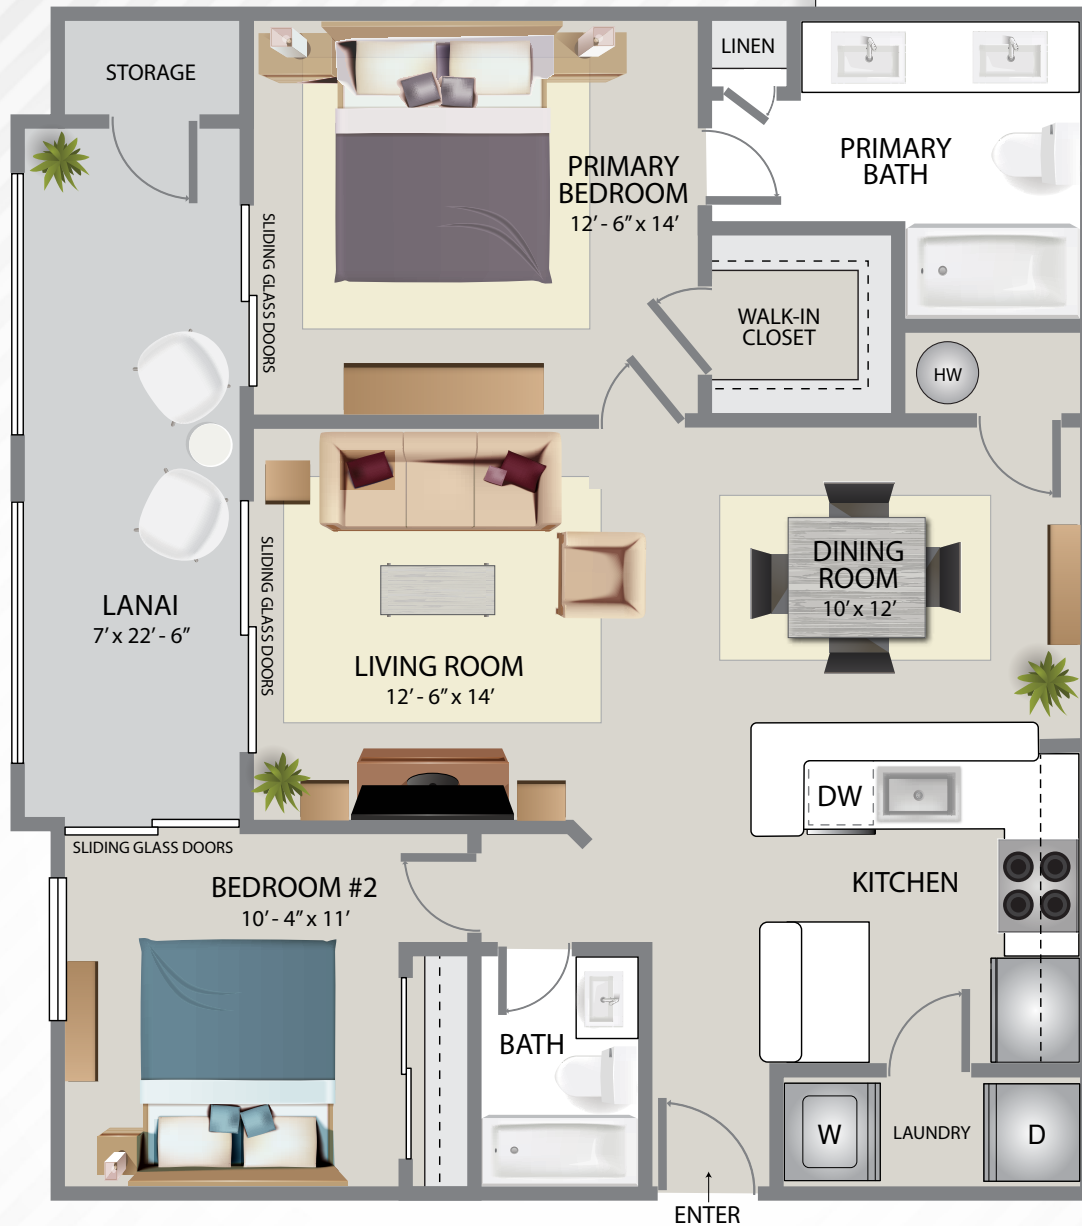 STORAGE
LINEN
PRIMARY
BEDROOM
12’ - 6” x 14’
PRIMARY
BATH
SLIDING GLASS DOORS
WALK-IN
CLOSET
HW
LANAI
7’ x 22’ - 6”
SLIDING GLASS DOORS
LIVING ROOM
12’ - 6” x 14’
DINING
ROOM
10’ x 12’
DW
KITCHEN
SLIDING GLASS DOORS
BEDROOM #2
10’ - 4” x 11’
BATH
W
LAUNDRY
D
ENTER